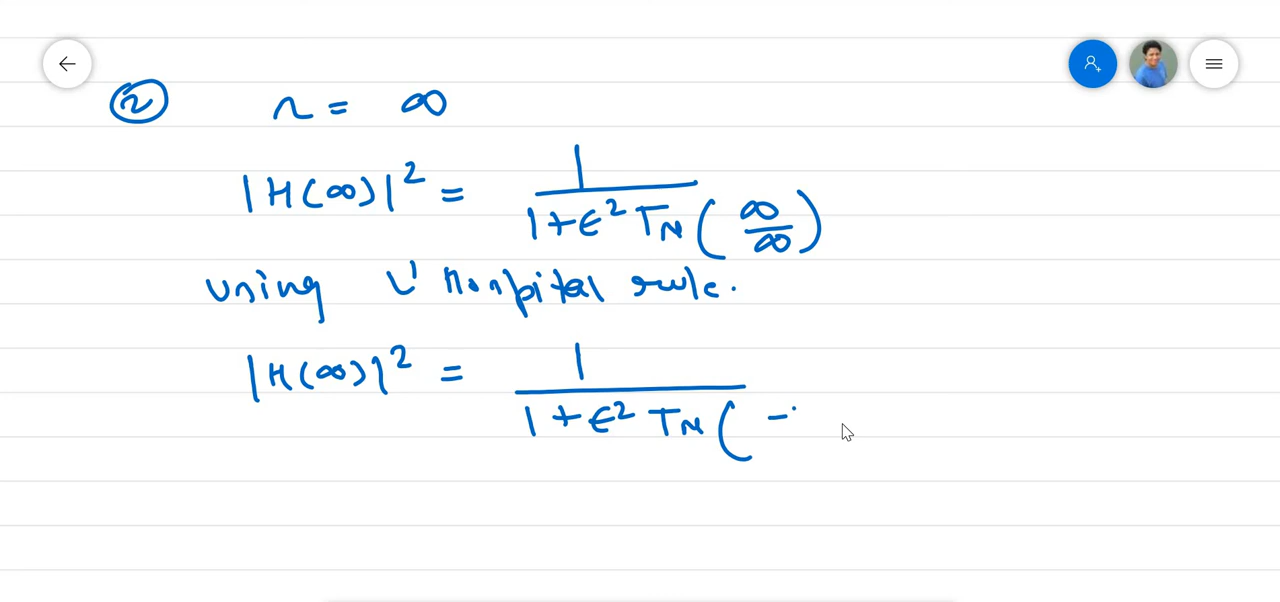 ② r = ∞
|H(∞)|² = 1 / (1+ε² T_N (∞/∞))
using L' Hospital rule.
|H(∞)|² = 1 / (1+ε² T_N ( -